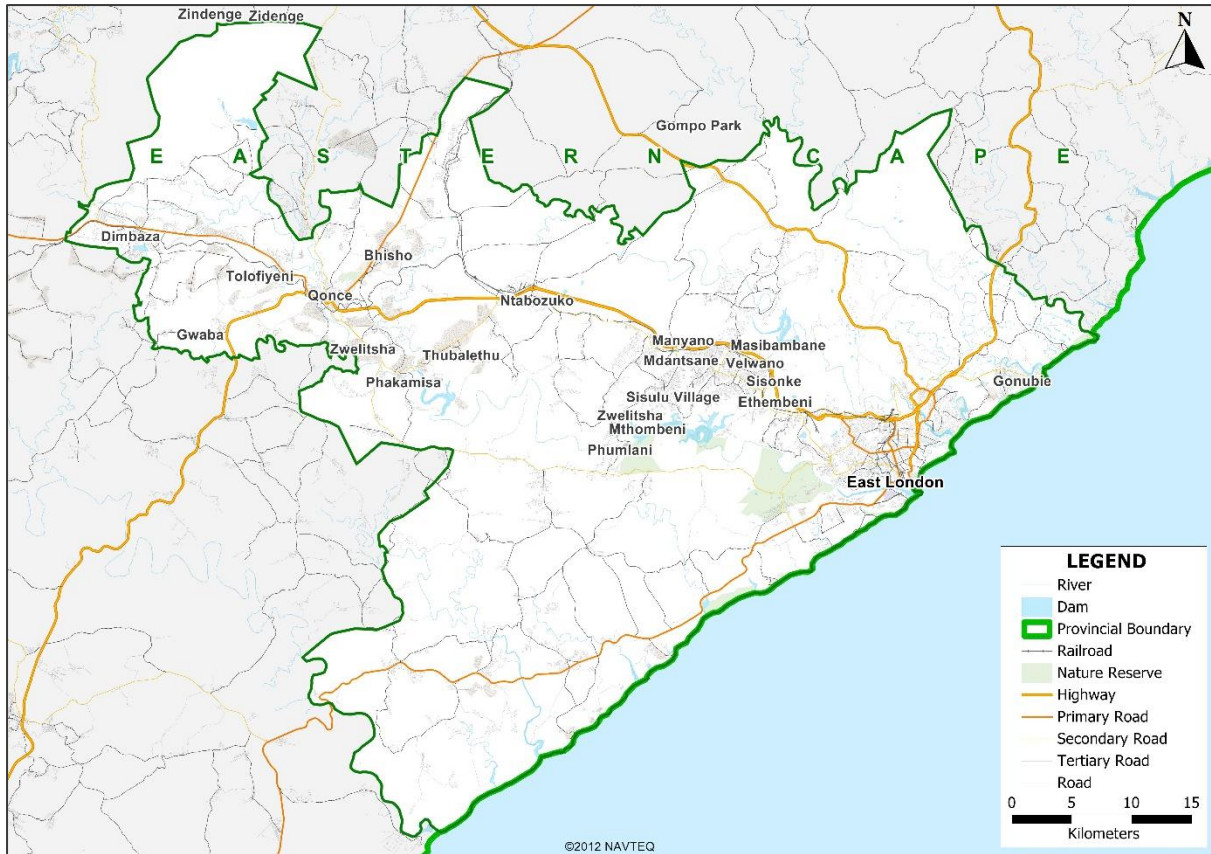 Zindenge Zidenge
N
Gompo Park
E A S T E R N C A P E
Dimbaza
Bhisho
Tolofiyeni
Qonce
Ntabozuko
Gwaba
Zwelitsha
Thubalethu
Manyano
Masibambane
Mdantsane
Velwano
Phakamisa
Sisonke
Gonubie
Sisulu Village
Ethembeni
Zwelitsha
Mthombeni
Phumlani
East London
LEGEND
River
Dam
Provincial Boundary
Railroad
Nature Reserve
Highway
Primary Road
Secondary Road
Tertiary Road
Road
0 5 10 15
Kilometers
©2012 NAVTEQ